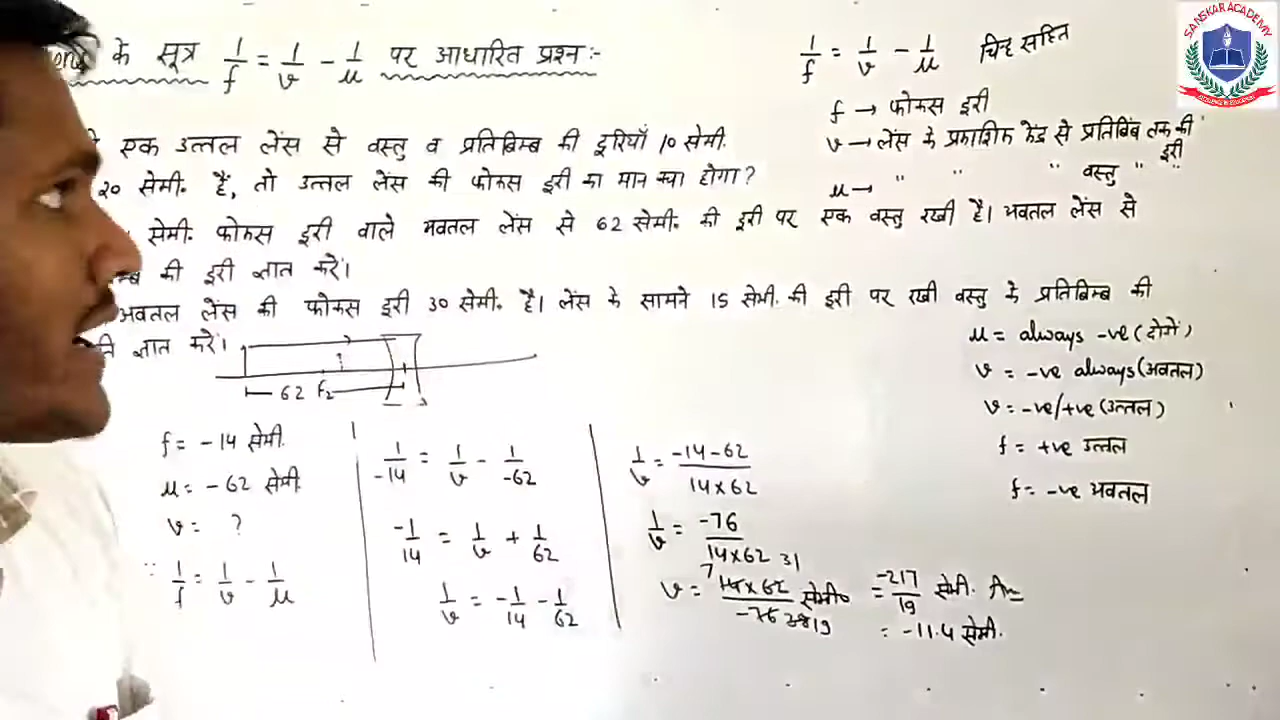 के सूत्र 1/f = 1/v - 1/u पर आधारित प्रश्न:-
एक उत्तल लेंस से वस्तु व प्रतिबिम्ब की दूरियाँ 10 सेमी.
20 सेमी. हैं, तो उत्तल लेंस की फोकस दूरी का मान क्या होगा?
सेमी. फोकस दूरी वाले अवतल लेंस से 62 सेमी. की दूरी पर एक वस्तु रखी है। अवतल लेंस से
की दूरी ज्ञात करें।
अवतल लेंस की फोकस दूरी 30 सेमी. है। लेंस के सामने 15 सेमी. की दूरी पर रखी वस्तु के प्रतिबिम्ब की
ज्ञात करें।
62 F₂
1/f = 1/v - 1/u चिन्ह सहित
f → फोकस दूरी
v → लेंस के प्रकाशिक केंद्र से प्रतिबिंब तक की दूरी
u → " " " वस्तु " "
u = always -ve (दोनों)
v = -ve always (अवतल)
v = -ve/+ve (उत्तल)
f = +ve उत्तल
f = -ve अवतल
f = -14 सेमी.
u = -62 सेमी.
v = ?
∵ 1/f = 1/v - 1/u
1/-14 = 1/v - 1/-62
-1/14 = 1/v + 1/62
1/v = -1/14 - 1/62
1/v = -14-62/14×62
1/v = -76/14×62
v = 14×62/-76 सेमी. = -217/19 सेमी. Ans
= -11.4 सेमी.
SANSKAR ACADEMY
EXCELLENCE IN EDUCATION